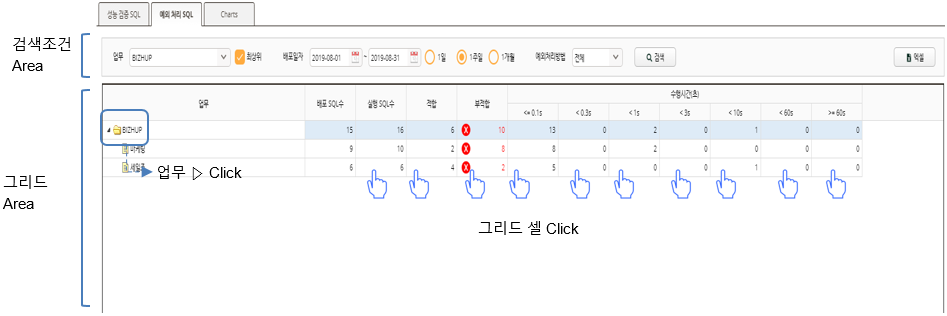 성능 검증 SQL 예외 처리 SQL Charts
검색조건
Area
업무 BIZHUP 최상위 배포일자 2019-08-01 ~ 2019-08-31 1일 1주일 1개월 예외처리방법 전체 검색 엑셀
업무 배포 SQL수 실행 SQL수 적합 부적합 수행시간(초)
<= 0.1s < 0.3s < 1s < 3s < 10s < 60s >= 60s
BIZHUP 15 16 6 X 10 13 0 2 0 1 0 0
마케팅 9 10 2 X 8 8 0 2 0 0 0 0
세일즈 6 6 4 X 2 5 0 0 0 1 0 0
업무 ▷ Click
그리드
Area
그리드 셀 Click